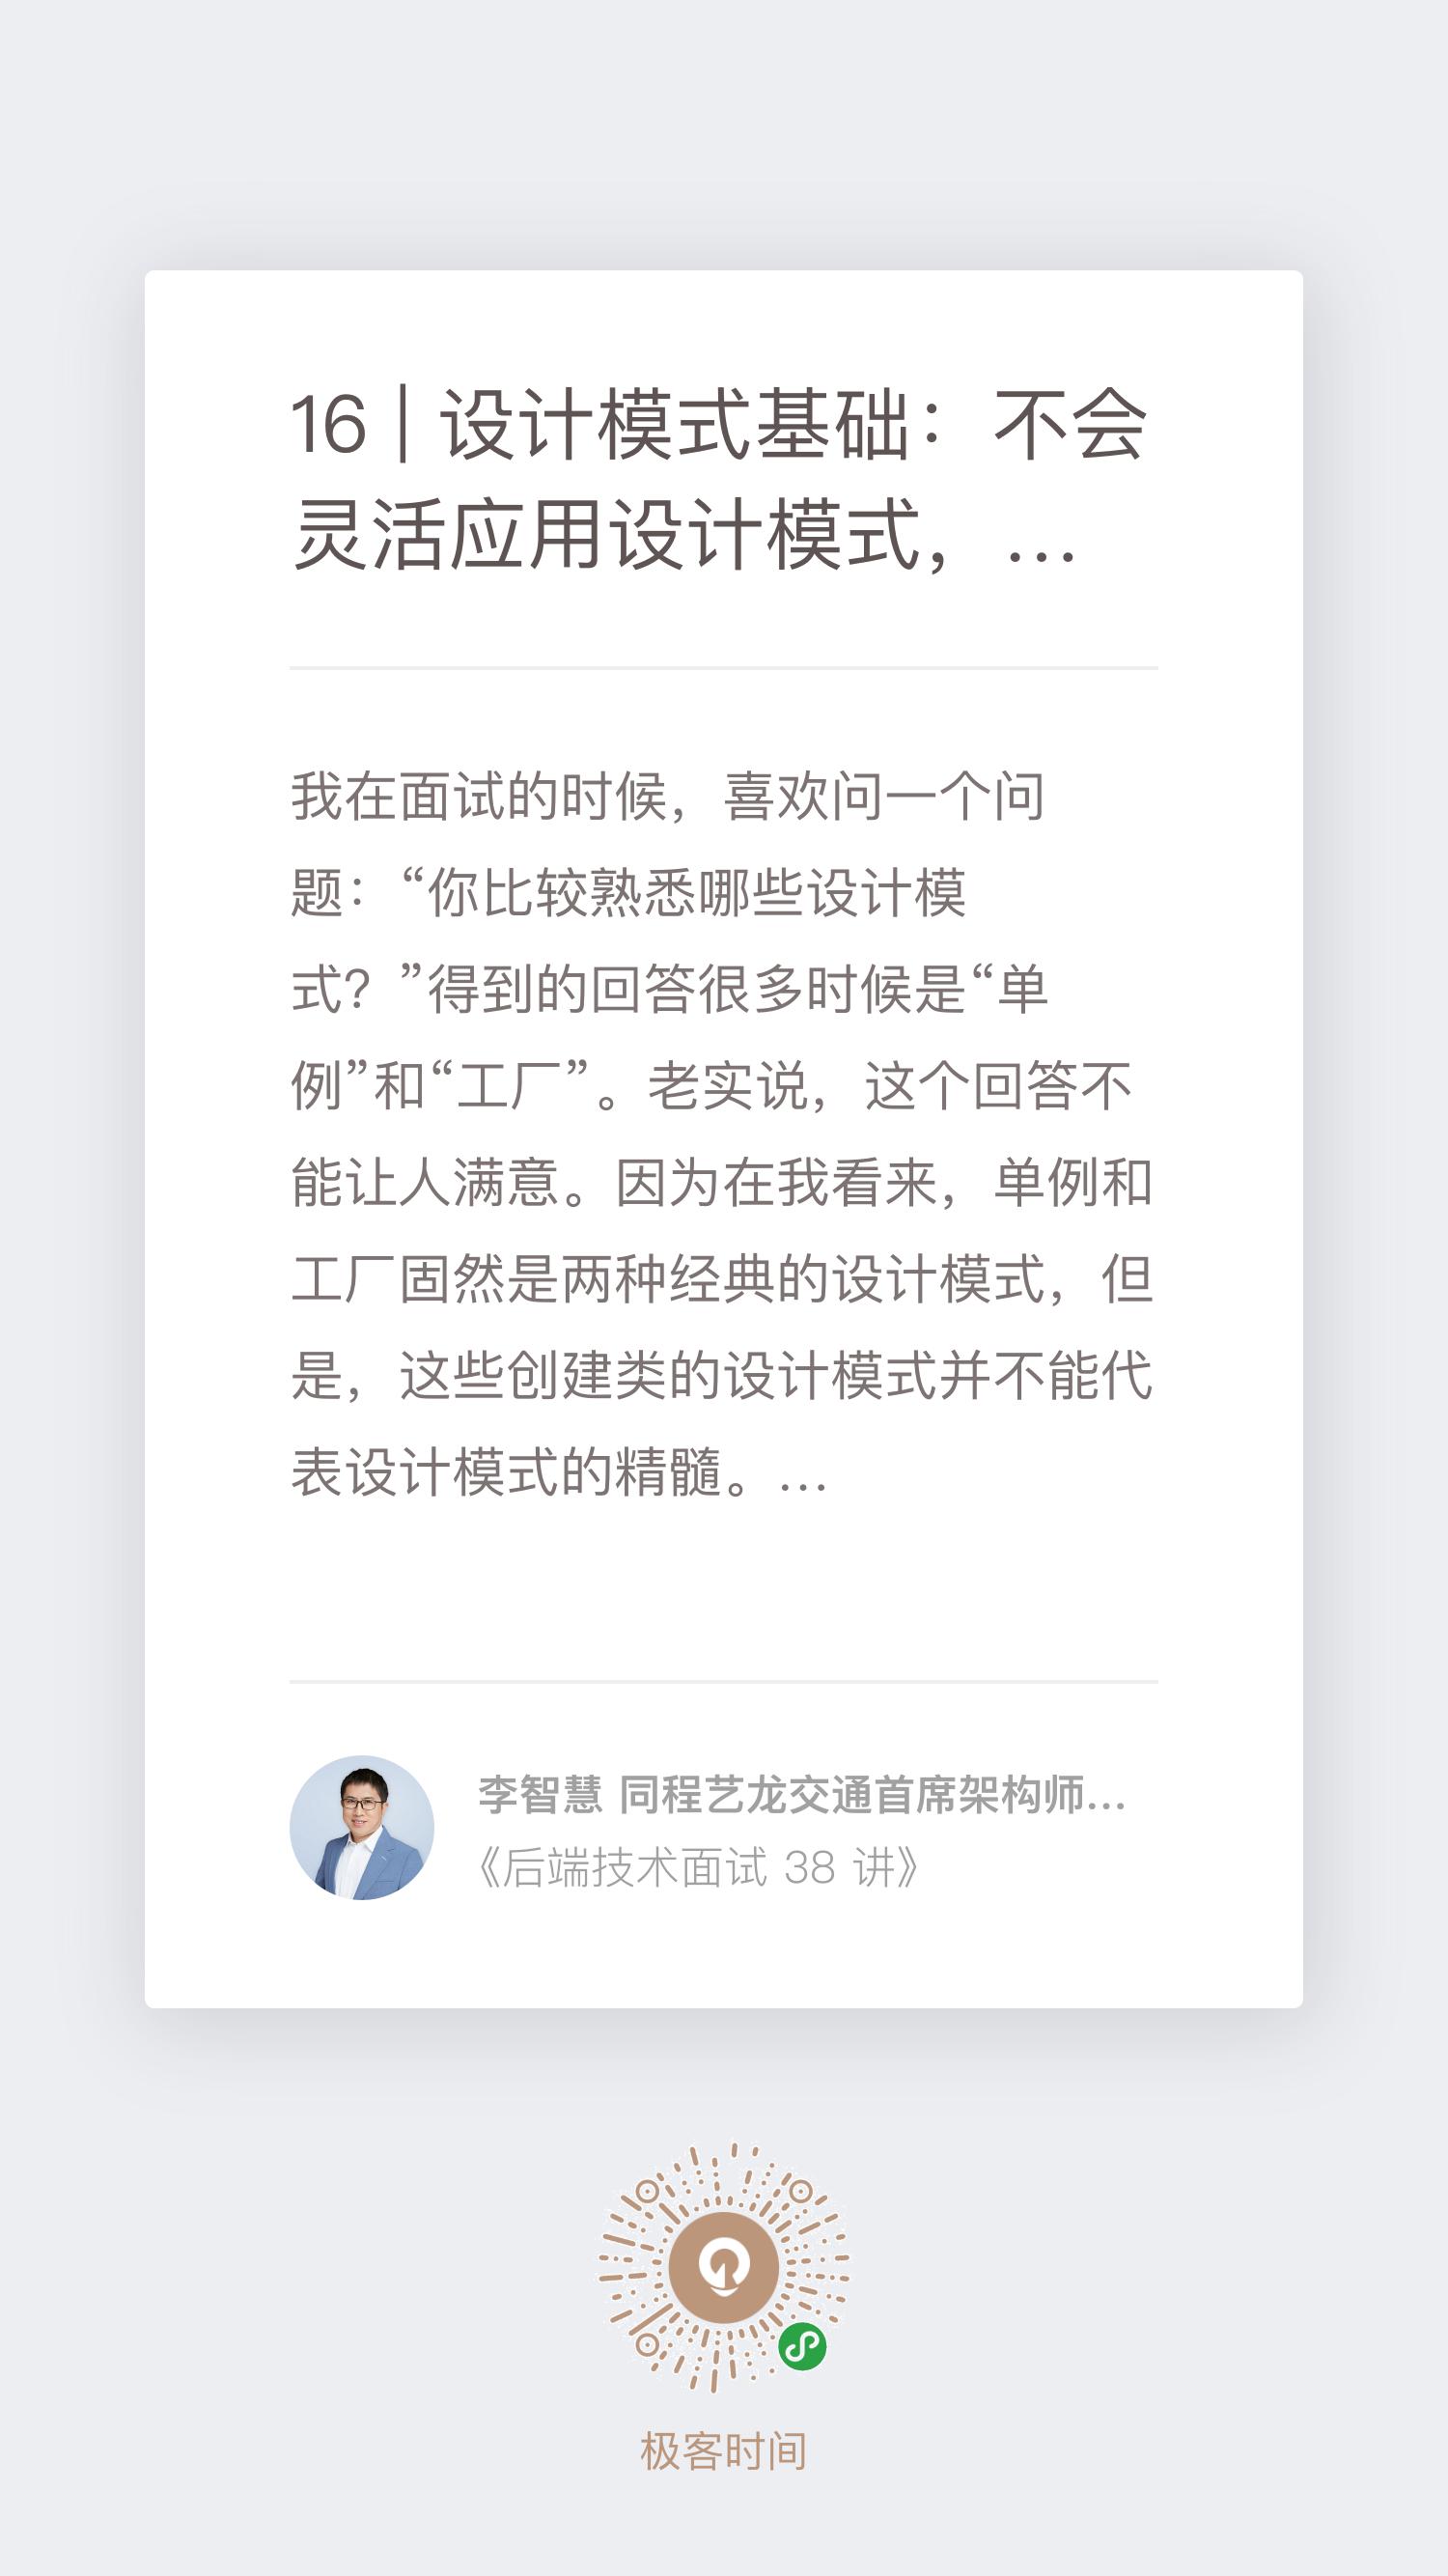 16 | 设计模式基础：不会
灵活应用设计模式，...
我在面试的时候，喜欢问一个问
题：“你比较熟悉哪些设计模
式？”得到的回答很多时候是“单
例”和“工厂”。老实说，这个回答不
能让人满意。因为在我看来，单例和
工厂固然是两种经典的设计模式，但
是，这些创建类的设计模式并不能代
表设计模式的精髓。...
李智慧 同程艺龙交通首席架构师...
《后端技术面试 38 讲》
极客时间